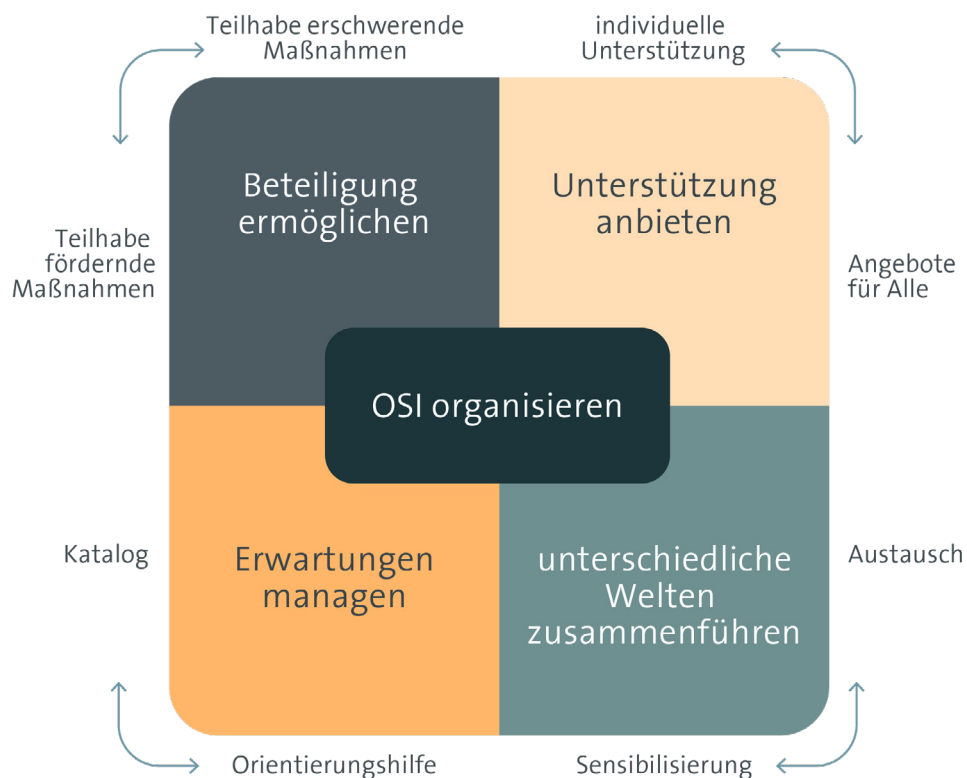 Teilhabe erschwerende
Maßnahmen
individuelle
Unterstützung
Beteiligung
ermöglichen
Unterstützung
anbieten
Teilhabe
fördernde
Maßnahmen
Angebote
für Alle
OSI organisieren
Katalog
Erwartungen
managen
unterschiedliche
Welten
zusammenführen
Austausch
Orientierungshilfe
Sensibilisierung